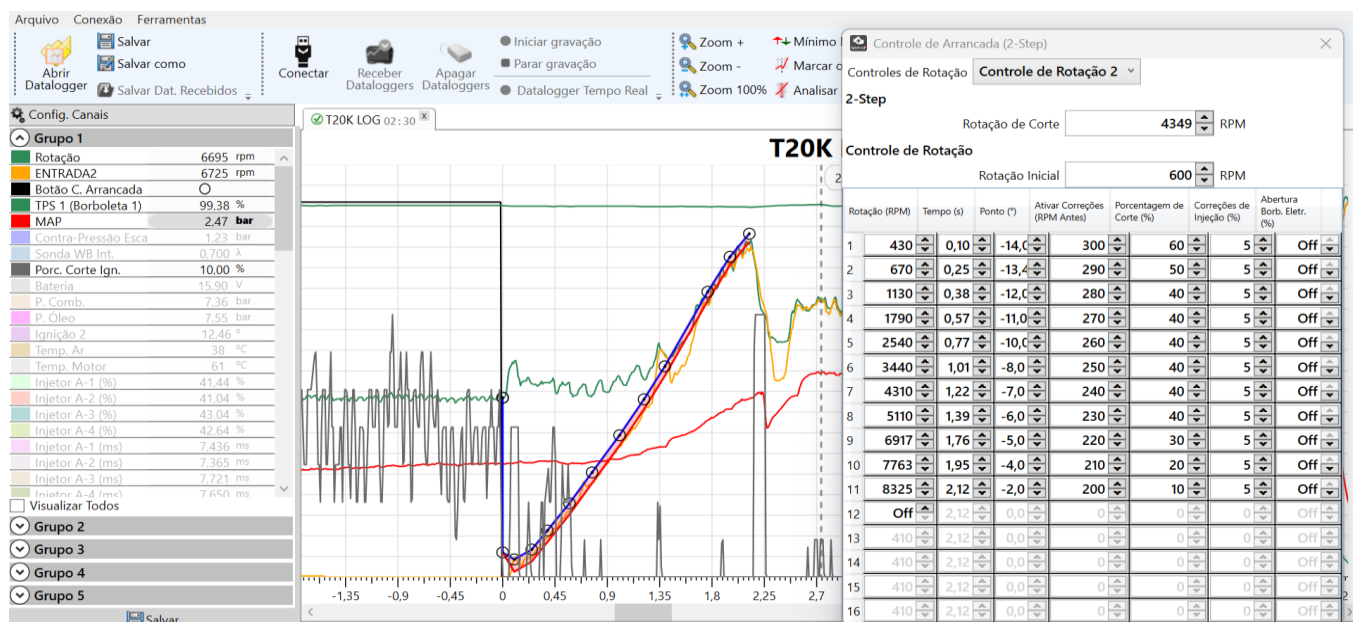 Arquivo Conexão Ferramentas
Abrir Datalogger
Salvar
Salvar como
Salvar Dat. Recebidos
Conectar
Receber Dataloggers
Apagar Dataloggers
Iniciar gravação
Parar gravação
Datalogger Tempo Real
Zoom +
Zoom -
Zoom 100%
Mínimo
Marcar
Analisar
Config. Canais
Grupo 1
Rotação 6695 rpm
ENTRADA2 6725 rpm
Botão C. Arrancada
TPS 1 (Borboleta 1) 99,38 %
MAP 2,47 bar
Contra-Pressão Esca 1,23 bar
Sonda WB Int. 0,700 λ
Porc. Corte Ign. 10,00 %
Bateria 15,90 V
P. Comb. 7,36 bar
P. Óleo 7,55 bar
Ignição 2 12,46 °
Temp. Ar 38 ºC
Temp. Motor 61 ºC
Injetor A-1 (%) 41,44 %
Injetor A-2 (%) 41,04 %
Injetor A-3 (%) 43,04 %
Injetor A-4 (%) 42,64 %
Injetor A-1 (ms) 7,436 ms
Injetor A-2 (ms) 7,365 ms
Injetor A-3 (ms) 7,721 ms
Injetor A-4 (ms) 7,650 ms
Visualizar Todos
Grupo 2
Grupo 3
Grupo 4
Grupo 5
Salvar
T20K LOG 02:30 X
T20K
2
-1,35 -0,9 -0,45 0 0,45 0,9 1,35 1,8 2,25 2,7
Controle de Arrancada (2-Step)
Controles de Rotação Controle de Rotação 2
2-Step
Rotação de Corte 4349 RPM
Controle de Rotação
Rotação Inicial 600 RPM
Rotação (RPM) Tempo (s) Ponto (°) Ativar Correções (RPM Antes) Porcentagem de Corte (%) Correções de Injeção (%) Abertura Borb. Eletr. (%)
1 430 0,10 -14,0 300 60 5 Off
2 670 0,25 -13,4 290 50 5 Off
3 1130 0,38 -12,0 280 40 5 Off
4 1790 0,57 -11,0 270 40 5 Off
5 2540 0,77 -10,0 260 40 5 Off
6 3440 1,01 -8,0 250 40 5 Off
7 4310 1,22 -7,0 240 40 5 Off
8 5110 1,39 -6,0 230 40 5 Off
9 6917 1,76 -5,0 220 30 5 Off
10 7763 1,95 -4,0 210 20 5 Off
11 8325 2,12 -2,0 200 10 5 Off
12 Off 2,12 0,0 0 0 0 Off
13 410 2,12 0,0 0 0 0 Off
14 410 2,12 0,0 0 0 0 Off
15 410 2,12 0,0 0 0 0 Off
16 410 2,12 0,0 0 0 0 Off